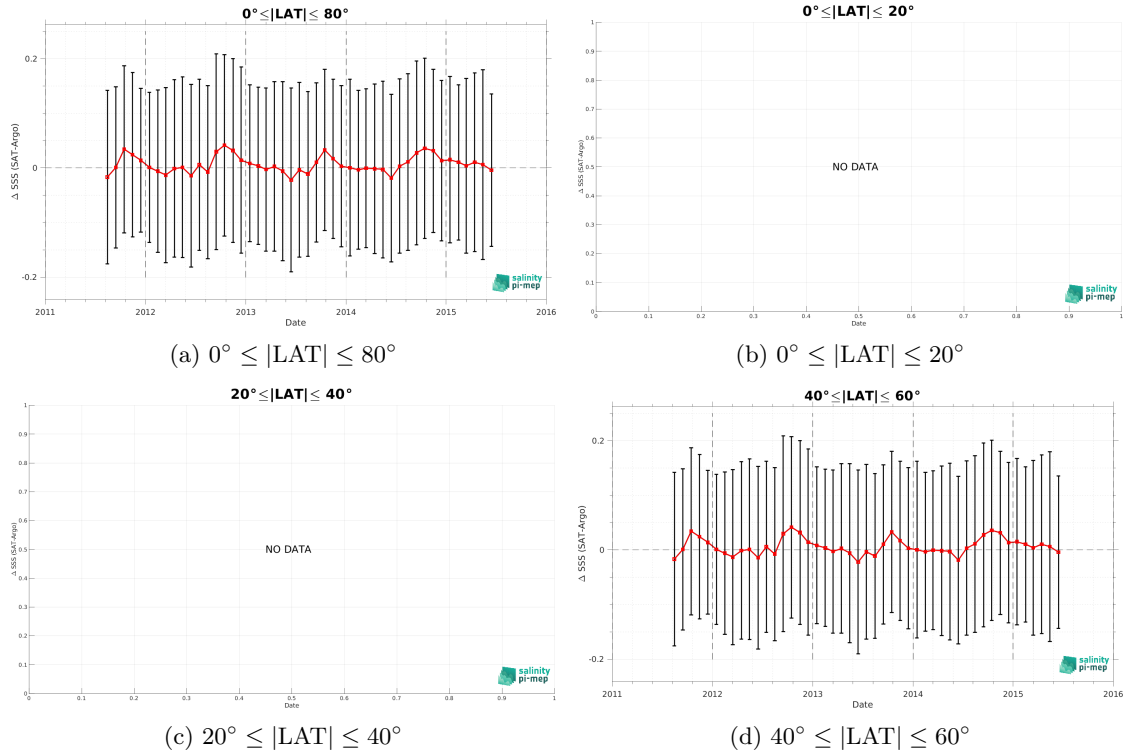 0°≤|LAT|≤ 80°
Δ SSS (SAT-Argo)
0.2
0
-0.2
2011 2012 2013 2014 2015 2016
Date
salinity
pi-mep
(a) 0° ≤ |LAT| ≤ 80°
0°≤|LAT|≤ 20°
Δ SSS (SAT-Argo)
1
0.9
0.8
0.7
0.6
0.5
0.4
0.3
0.2
0.1
0
NO DATA
0 0.1 0.2 0.3 0.4 0.5 0.6 0.7 0.8 0.9 1
Date
salinity
pi-mep
(b) 0° ≤ |LAT| ≤ 20°
20°≤|LAT|≤ 40°
Δ SSS (SAT-Argo)
1
0.9
0.8
0.7
0.6
0.5
0.4
0.3
0.2
0.1
0
NO DATA
0 0.1 0.2 0.3 0.4 0.5 0.6 0.7 0.8 0.9 1
Date
salinity
pi-mep
(c) 20° ≤ |LAT| ≤ 40°
40°≤|LAT|≤ 60°
Δ SSS (SAT-Argo)
0.2
0
-0.2
2011 2012 2013 2014 2015 2016
Date
salinity
pi-mep
(d) 40° ≤ |LAT| ≤ 60°